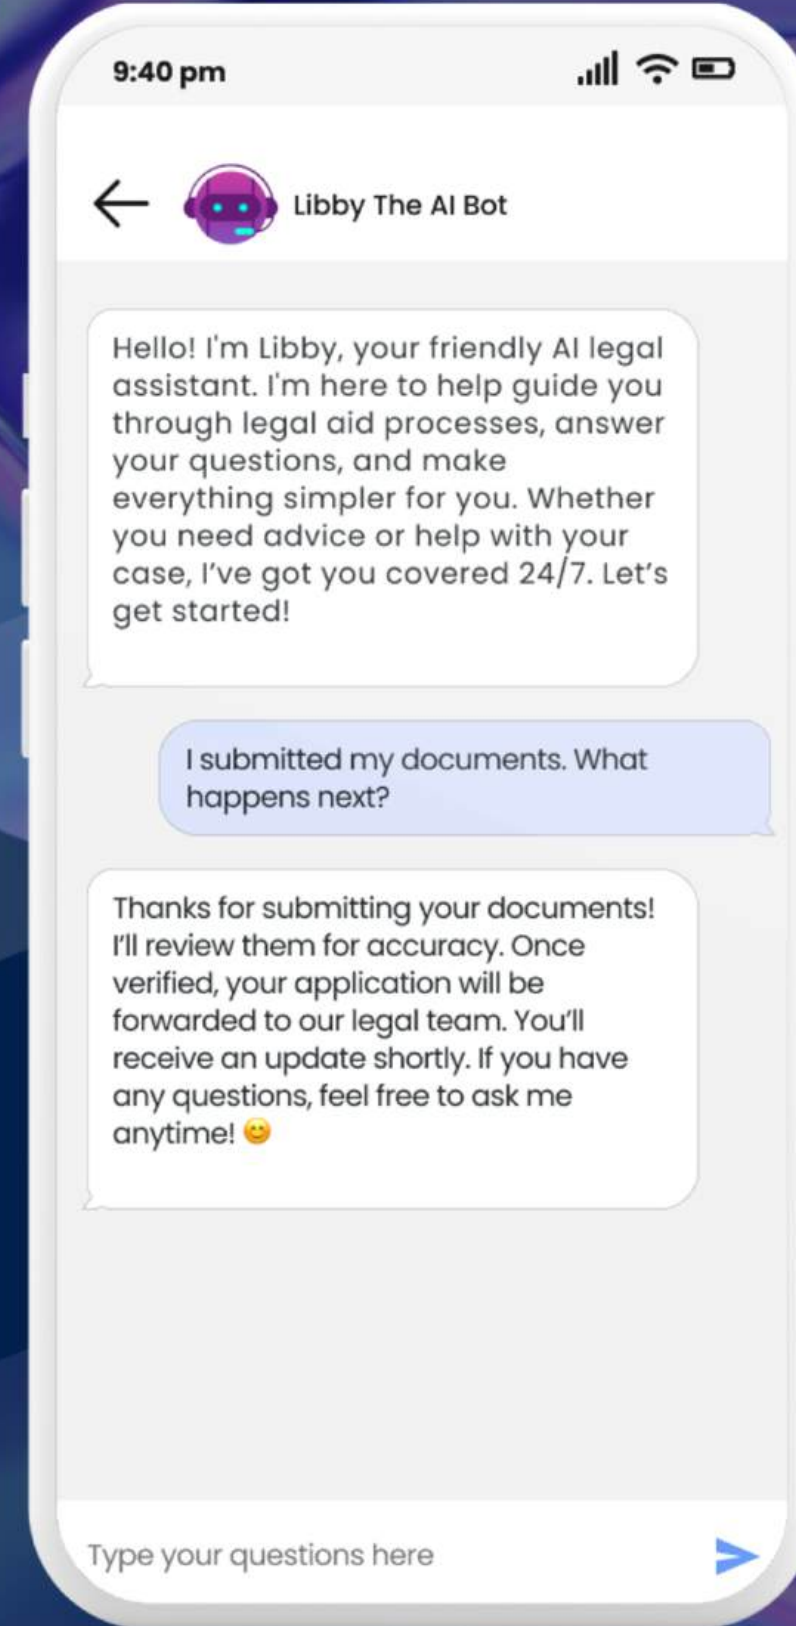 9:40 pm
Libby The AI Bot
Hello! I'm Libby, your friendly AI legal
assistant. I'm here to help guide you
through legal aid processes, answer
your questions, and make
everything simpler for you. Whether
you need advice or help with your
case, I've got you covered 24/7. Let's
get started!
I submitted my documents. What
happens next?
Thanks for submitting your documents!
I'll review them for accuracy. Once
verified, your application will be
forwarded to our legal team. You'll
receive an update shortly. If you have
any questions, feel free to ask me
anytime! 😊
Type your questions here